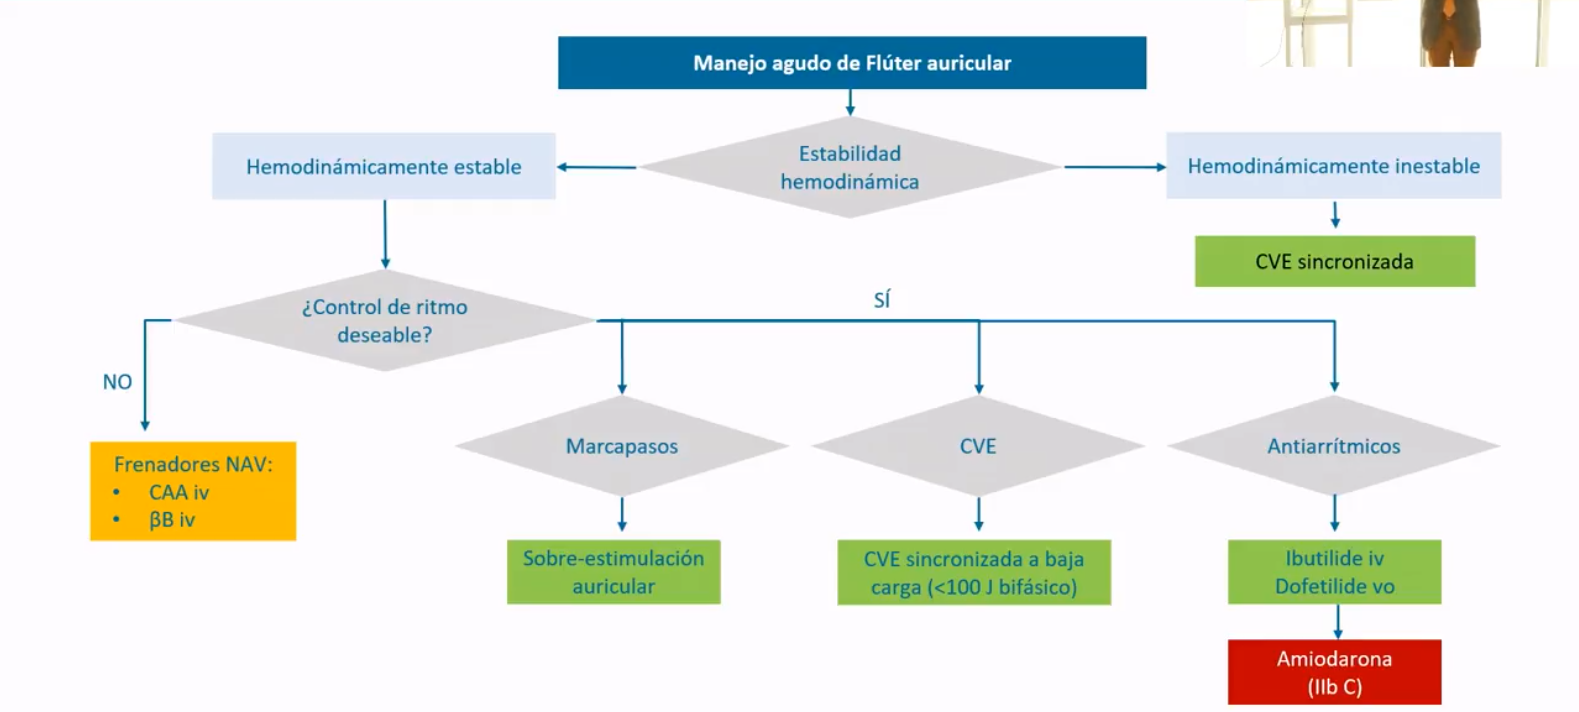 Manejo agudo de Flúter auricular
Estabilidad
hemodinámica
Hemodinámicamente estable
Hemodinámicamente inestable
CVE sincronizada
¿Control de ritmo
deseable?
SÍ
NO
Frenadores NAV:
• CAA iv
• βB iv
Marcapasos
CVE
Antiarrítmicos
Sobre-estimulación
auricular
CVE sincronizada a baja
carga (<100 J bifásico)
Ibutilide iv
Dofetilide vo
Amiodarona
(IIb C)